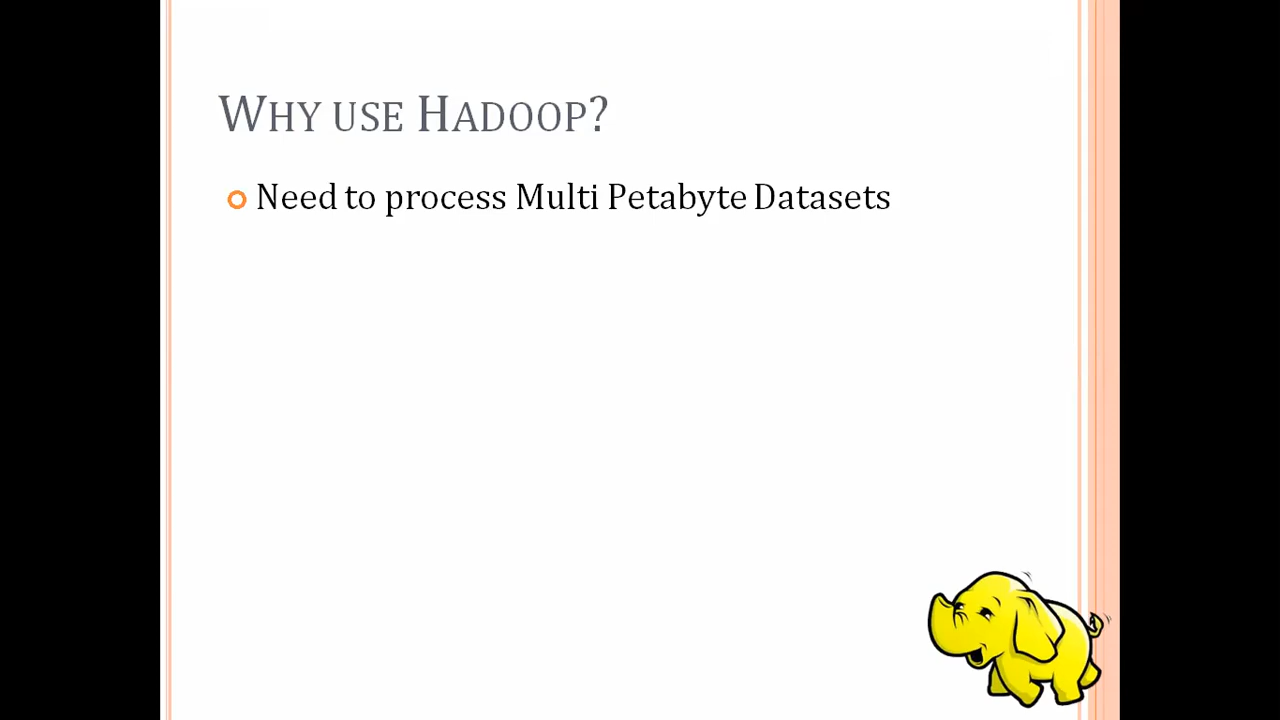 Why use Hadoop?
Need to process Multi Petabyte Datasets